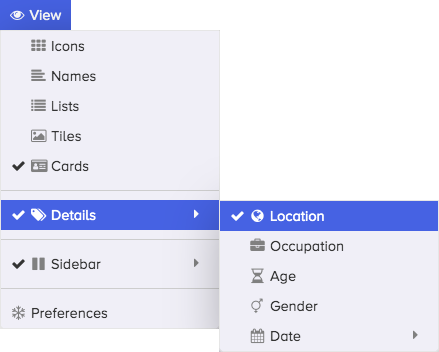 View
Icons
Names
Lists
Tiles
Cards
Details
Sidebar
Preferences
Location
Occupation
Age
Gender
Date